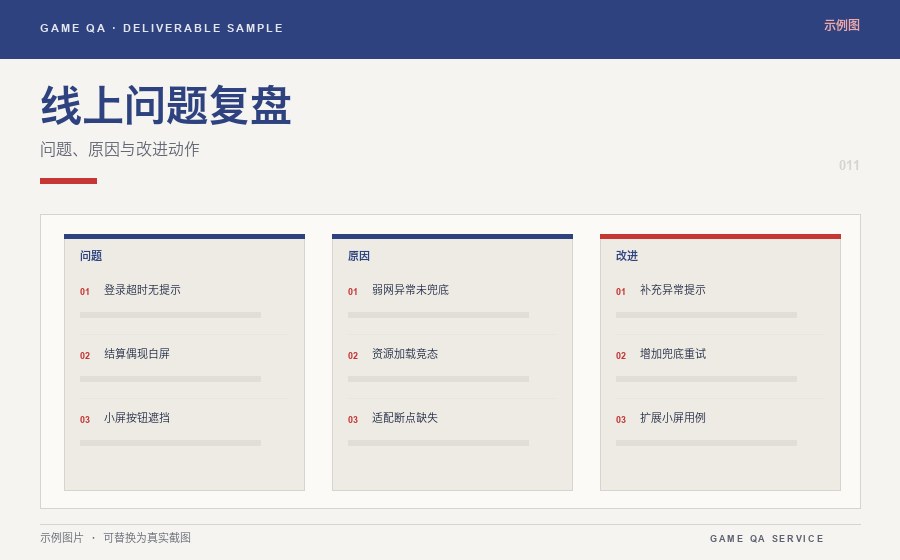 GAME QA · DELIVERABLE SAMPLE
示例图
线上问题复盘
问题、原因与改进动作
011
问题
01 登录超时无提示
02 结算偶现白屏
03 小屏按钮遮挡
原因
01 弱网异常未兜底
02 资源加载竞态
03 适配断点缺失
改进
01 补充异常提示
02 增加兜底重试
03 扩展小屏用例
示例图片 · 可替换为真实截图
GAME QA SERVICE